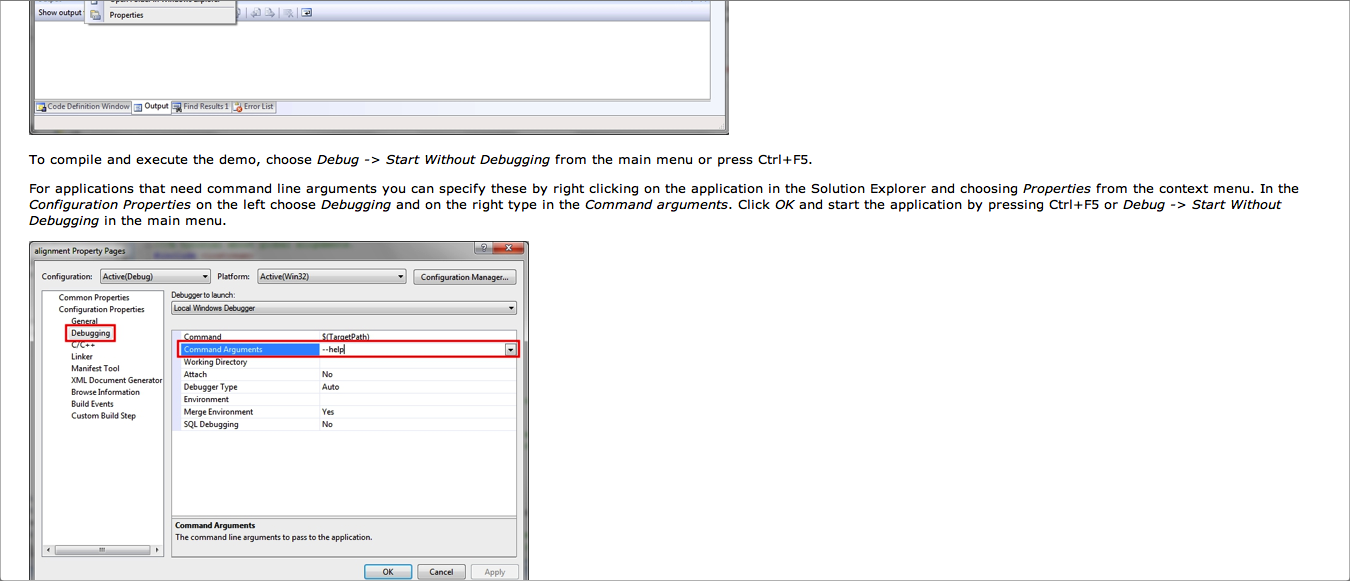 Show output
Properties
Code Definition Window Output Find Results 1 Error List
To compile and execute the demo, choose Debug -> Start Without Debugging from the main menu or press Ctrl+F5.
For applications that need command line arguments you can specify these by right clicking on the application in the Solution Explorer and choosing Properties from the context menu. In the
Configuration Properties on the left choose Debugging and on the right type in the Command arguments. Click OK and start the application by pressing Ctrl+F5 or Debug -> Start Without
Debugging in the main menu.
alignment Property Pages
Configuration: Active(Debug) Platform: Active(Win32) Configuration Manager...
Common Properties
Configuration Properties
General
Debugging
C/C++
Linker
Manifest Tool
XML Document Generator
Browse Information
Build Events
Custom Build Step
Debugger to launch:
Local Windows Debugger
Command $(TargetPath)
Command Arguments --help
Working Directory
Attach No
Debugger Type Auto
Environment
Merge Environment Yes
SQL Debugging No
Command Arguments
The command line arguments to pass to the application.
OK Cancel Apply